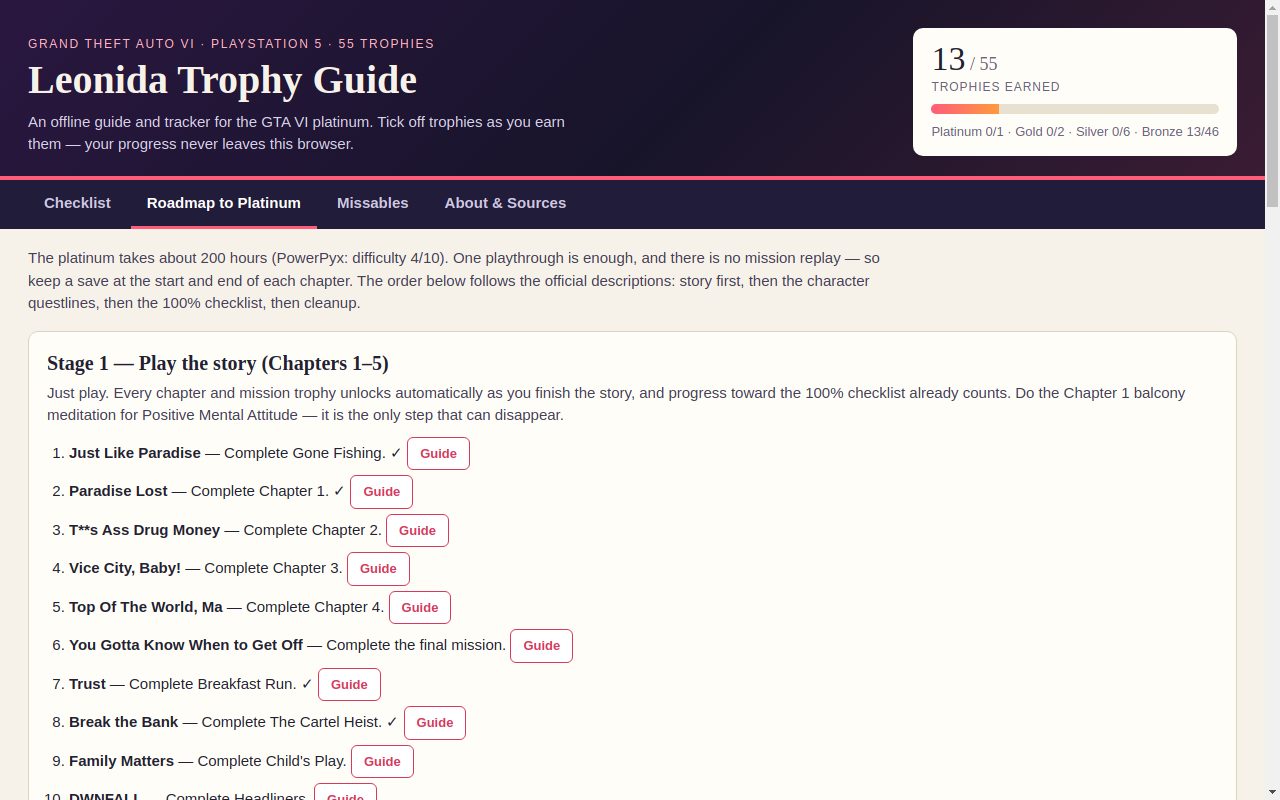 GRAND THEFT AUTO VI · PLAYSTATION 5 · 55 TROPHIES
Leonida Trophy Guide
An offline guide and tracker for the GTA VI platinum. Tick off trophies as you earn
them — your progress never leaves this browser.
13 / 55
TROPHIES EARNED
Platinum 0/1 · Gold 0/2 · Silver 0/6 · Bronze 13/46
Checklist Roadmap to Platinum Missables About & Sources
The platinum takes about 200 hours (PowerPyx: difficulty 4/10). One playthrough is enough, and there is no mission replay — so
keep a save at the start and end of each chapter. The order below follows the official descriptions: story first, then the character
questlines, then the 100% checklist, then cleanup.
Stage 1 — Play the story (Chapters 1–5)
Just play. Every chapter and mission trophy unlocks automatically as you finish the story, and progress toward the 100% checklist already counts. Do the Chapter 1 balcony
meditation for Positive Mental Attitude — it is the only step that can disappear.
1. Just Like Paradise — Complete Gone Fishing. ✓ Guide
2. Paradise Lost — Complete Chapter 1. ✓ Guide
3. T**s Ass Drug Money — Complete Chapter 2. Guide
4. Vice City, Baby! — Complete Chapter 3. Guide
5. Top Of The World, Ma — Complete Chapter 4. Guide
6. You Gotta Know When to Get Off — Complete the final mission. Guide
7. Trust — Complete Breakfast Run. ✓ Guide
8. Break the Bank — Complete The Cartel Heist. ✓ Guide
9. Family Matters — Complete Child's Play. Guide
10. DWNFALL — Complete Headliners. Guide